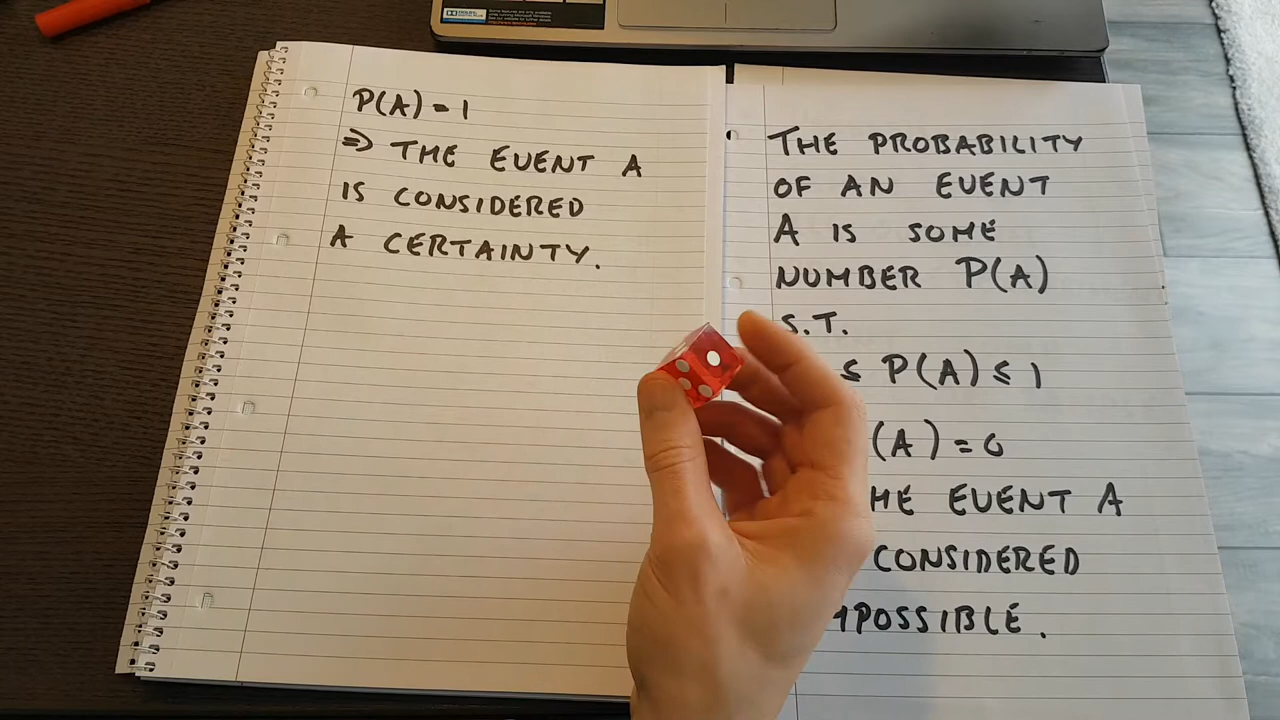 P(A) = 1
⇒ THE EVENT A
IS CONSIDERED
A CERTAINTY.
THE PROBABILITY
OF AN EVENT
A IS SOME
NUMBER P(A)
S.T.
≤ P(A) ≤ 1
(A) = 0
HE EVENT A
CONSIDERED
MPOSSIBLE.